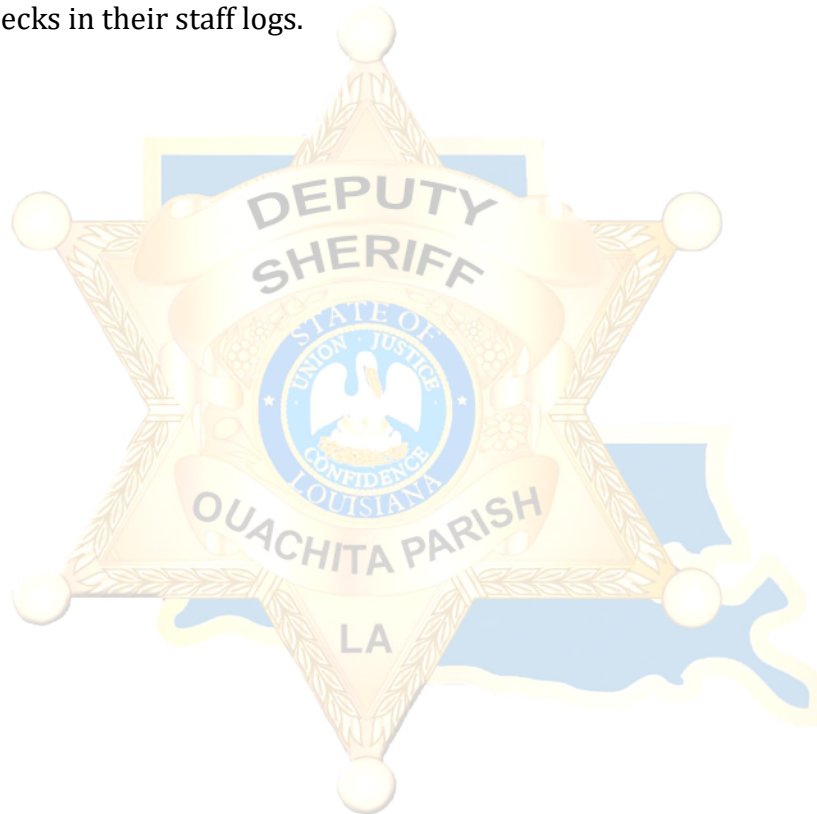 ecks in their staff logs.
DEPUTY
SHERIFF
STATE OF
UNION · JUSTICE
CONFIDENCE
LOUISIANA
OUACHITA PARISH
LA